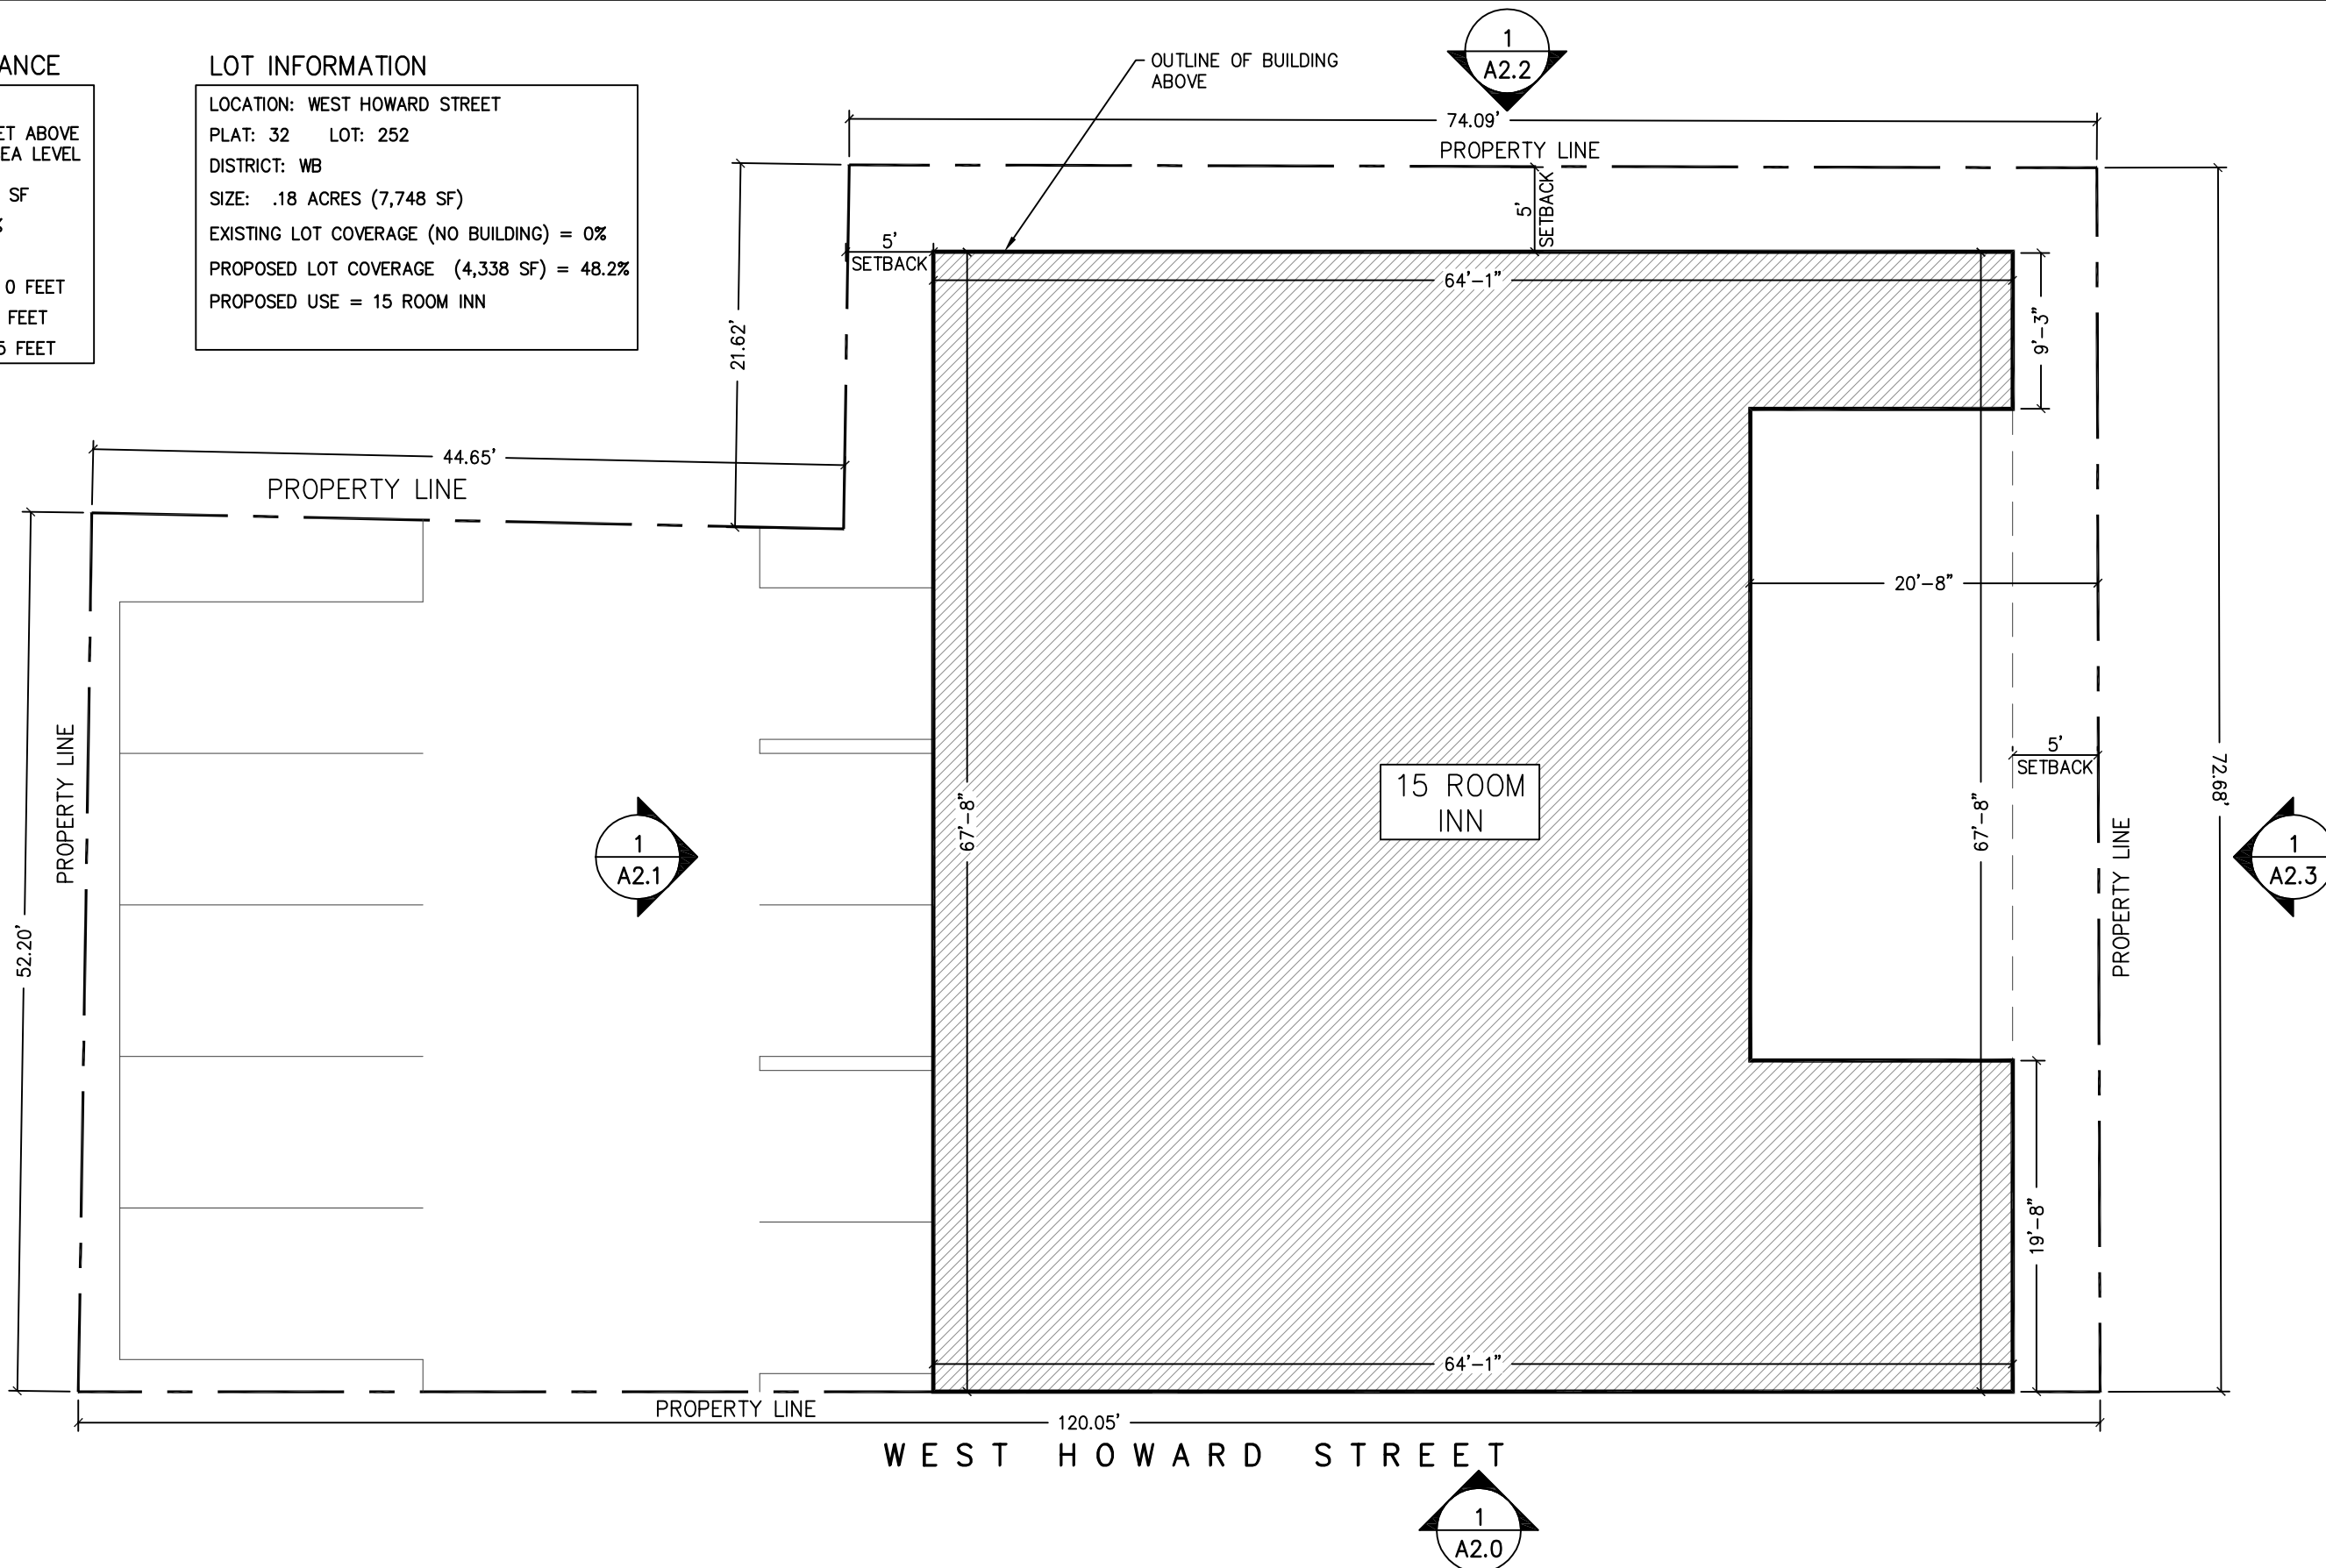 ANCE
ET ABOVE
EA LEVEL
SF
%
0 FEET
FEET
5 FEET
LOT INFORMATION
LOCATION: WEST HOWARD STREET
PLAT: 32 LOT: 252
DISTRICT: WB
SIZE: .18 ACRES (7,748 SF)
EXISTING LOT COVERAGE (NO BUILDING) = 0%
PROPOSED LOT COVERAGE (4,338 SF) = 48.2%
PROPOSED USE = 15 ROOM INN
OUTLINE OF BUILDING
ABOVE
1
A2.2
74.09'
PROPERTY LINE
5'
SETBACK
5'
SETBACK
64'-1"
21.62'
9'-3"
44.65'
PROPERTY LINE
20'-8"
5'
SETBACK
PROPERTY LINE
52.20'
1
A2.1
67'-8"
15 ROOM
INN
67'-8"
72.68'
PROPERTY LINE
1
A2.3
19'-8"
64'-1"
PROPERTY LINE
120.05'
WEST HOWARD STREET
1
A2.0